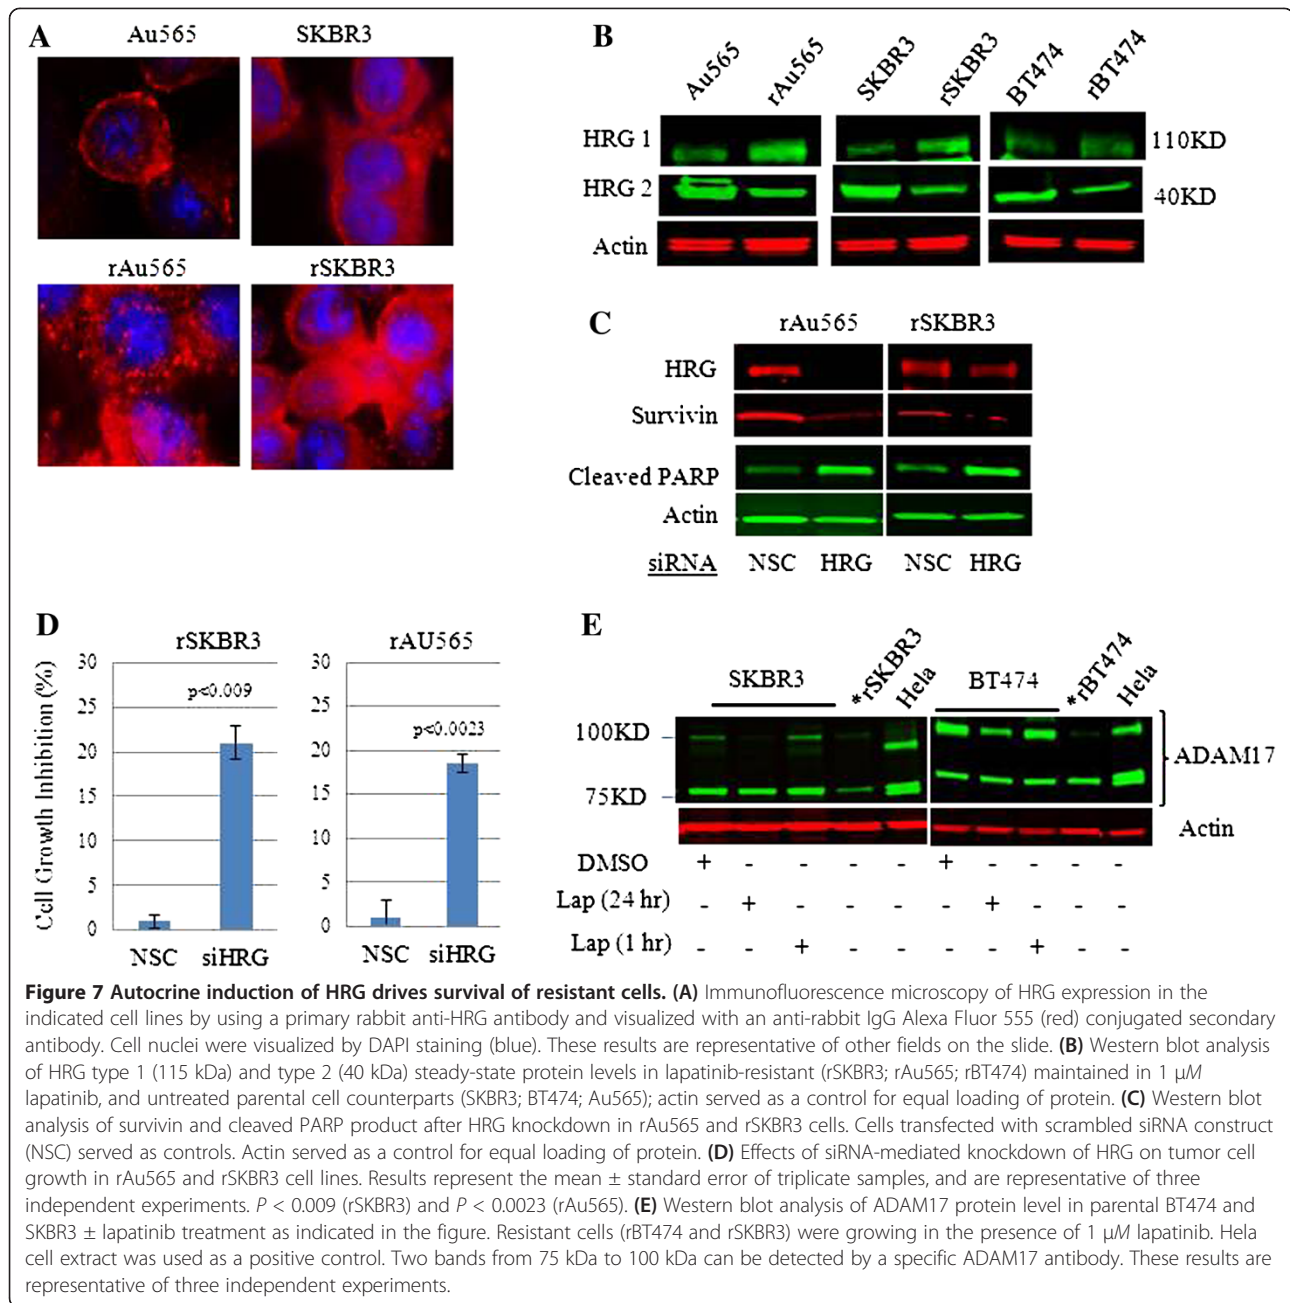 A
Au565 SKBR3
rAu565 rSKBR3
B
Au565 rAu565 SKBR3 rSKBR3 BT474 rBT474
HRG 1 110KD
HRG 2 40KD
Actin
C
rAu565 rSKBR3
HRG
Survivin
Cleaved PARP
Actin
siRNA NSC HRG NSC HRG
D
rSKBR3 rAU565
Cell Growth Inhibition (%)
30 30
25 25
20 20
15 15
10 10
5 5
0 0
p<0.009 p<0.0023
NSC siHRG NSC siHRG
E
SKBR3 *rSKBR3 Hela BT474 *rBT474 Hela
100KD
75KD
ADAM17
Actin
DMSO + - - - - + - - - -
Lap (24 hr) - + - - - - + - - -
Lap (1 hr) - - + - - - - + - -
Figure 7 Autocrine induction of HRG drives survival of resistant cells. (A) Immunofluorescence microscopy of HRG expression in the
indicated cell lines by using a primary rabbit anti-HRG antibody and visualized with an anti-rabbit IgG Alexa Fluor 555 (red) conjugated secondary
antibody. Cell nuclei were visualized by DAPI staining (blue). These results are representative of other fields on the slide. (B) Western blot analysis
of HRG type 1 (115 kDa) and type 2 (40 kDa) steady-state protein levels in lapatinib-resistant (rSKBR3; rAu565; rBT474) maintained in 1 μM
lapatinib, and untreated parental cell counterparts (SKBR3; BT474; Au565); actin served as a control for equal loading of protein. (C) Western blot
analysis of survivin and cleaved PARP product after HRG knockdown in rAu565 and rSKBR3 cells. Cells transfected with scrambled siRNA construct
(NSC) served as controls. Actin served as a control for equal loading of protein. (D) Effects of siRNA-mediated knockdown of HRG on tumor cell
growth in rAu565 and rSKBR3 cell lines. Results represent the mean ± standard error of triplicate samples, and are representative of three
independent experiments. P < 0.009 (rSKBR3) and P < 0.0023 (rAu565). (E) Western blot analysis of ADAM17 protein level in parental BT474 and
SKBR3 ± lapatinib treatment as indicated in the figure. Resistant cells (rBT474 and rSKBR3) were growing in the presence of 1 μM lapatinib. Hela
cell extract was used as a positive control. Two bands from 75 kDa to 100 kDa can be detected by a specific ADAM17 antibody. These results are
representative of three independent experiments.